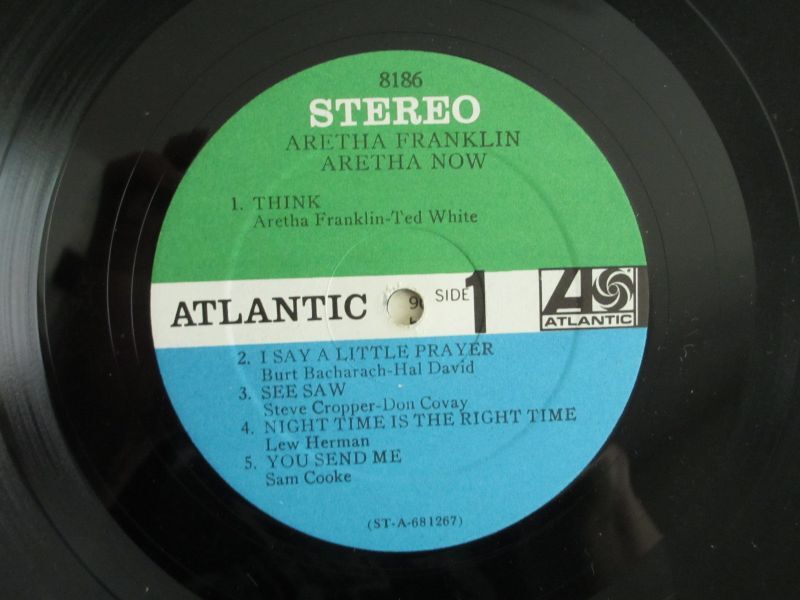 8186
STEREO
ARETHA FRANKLIN
ARETHA NOW
1. THINK
Aretha Franklin-Ted White
ATLANTIC
SIDE 1
ATLANTIC
2. I SAY A LITTLE PRAYER
Burt Bacharach-Hal David
3. SEE SAW
Steve Cropper-Don Covay
4. NIGHT TIME IS THE RIGHT TIME
Lew Herman
5. YOU SEND ME
Sam Cooke
(ST-A-681267)